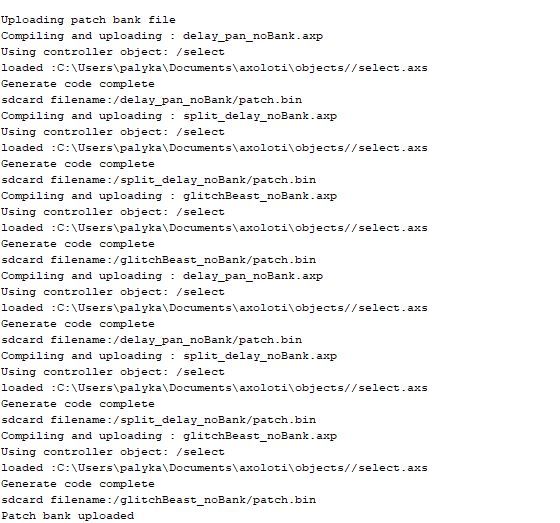 Uploading patch bank file
Compiling and uploading : delay_pan_noBank.axp
Using controller object: /select
loaded :C:\Users\palyka\Documents\axoloti\objects//select.axs
Generate code complete
sdcard filename:/delay_pan_noBank/patch.bin
Compiling and uploading : split_delay_noBank.axp
Using controller object: /select
loaded :C:\Users\palyka\Documents\axoloti\objects//select.axs
Generate code complete
sdcard filename:/split_delay_noBank/patch.bin
Compiling and uploading : glitchBeast_noBank.axp
Using controller object: /select
loaded :C:\Users\palyka\Documents\axoloti\objects//select.axs
Generate code complete
sdcard filename:/glitchBeast_noBank/patch.bin
Compiling and uploading : delay_pan_noBank.axp
Using controller object: /select
loaded :C:\Users\palyka\Documents\axoloti\objects//select.axs
Generate code complete
sdcard filename:/delay_pan_noBank/patch.bin
Compiling and uploading : split_delay_noBank.axp
Using controller object: /select
loaded :C:\Users\palyka\Documents\axoloti\objects//select.axs
Generate code complete
sdcard filename:/split_delay_noBank/patch.bin
Compiling and uploading : glitchBeast_noBank.axp
Using controller object: /select
loaded :C:\Users\palyka\Documents\axoloti\objects//select.axs
Generate code complete
sdcard filename:/glitchBeast_noBank/patch.bin
Patch bank uploaded